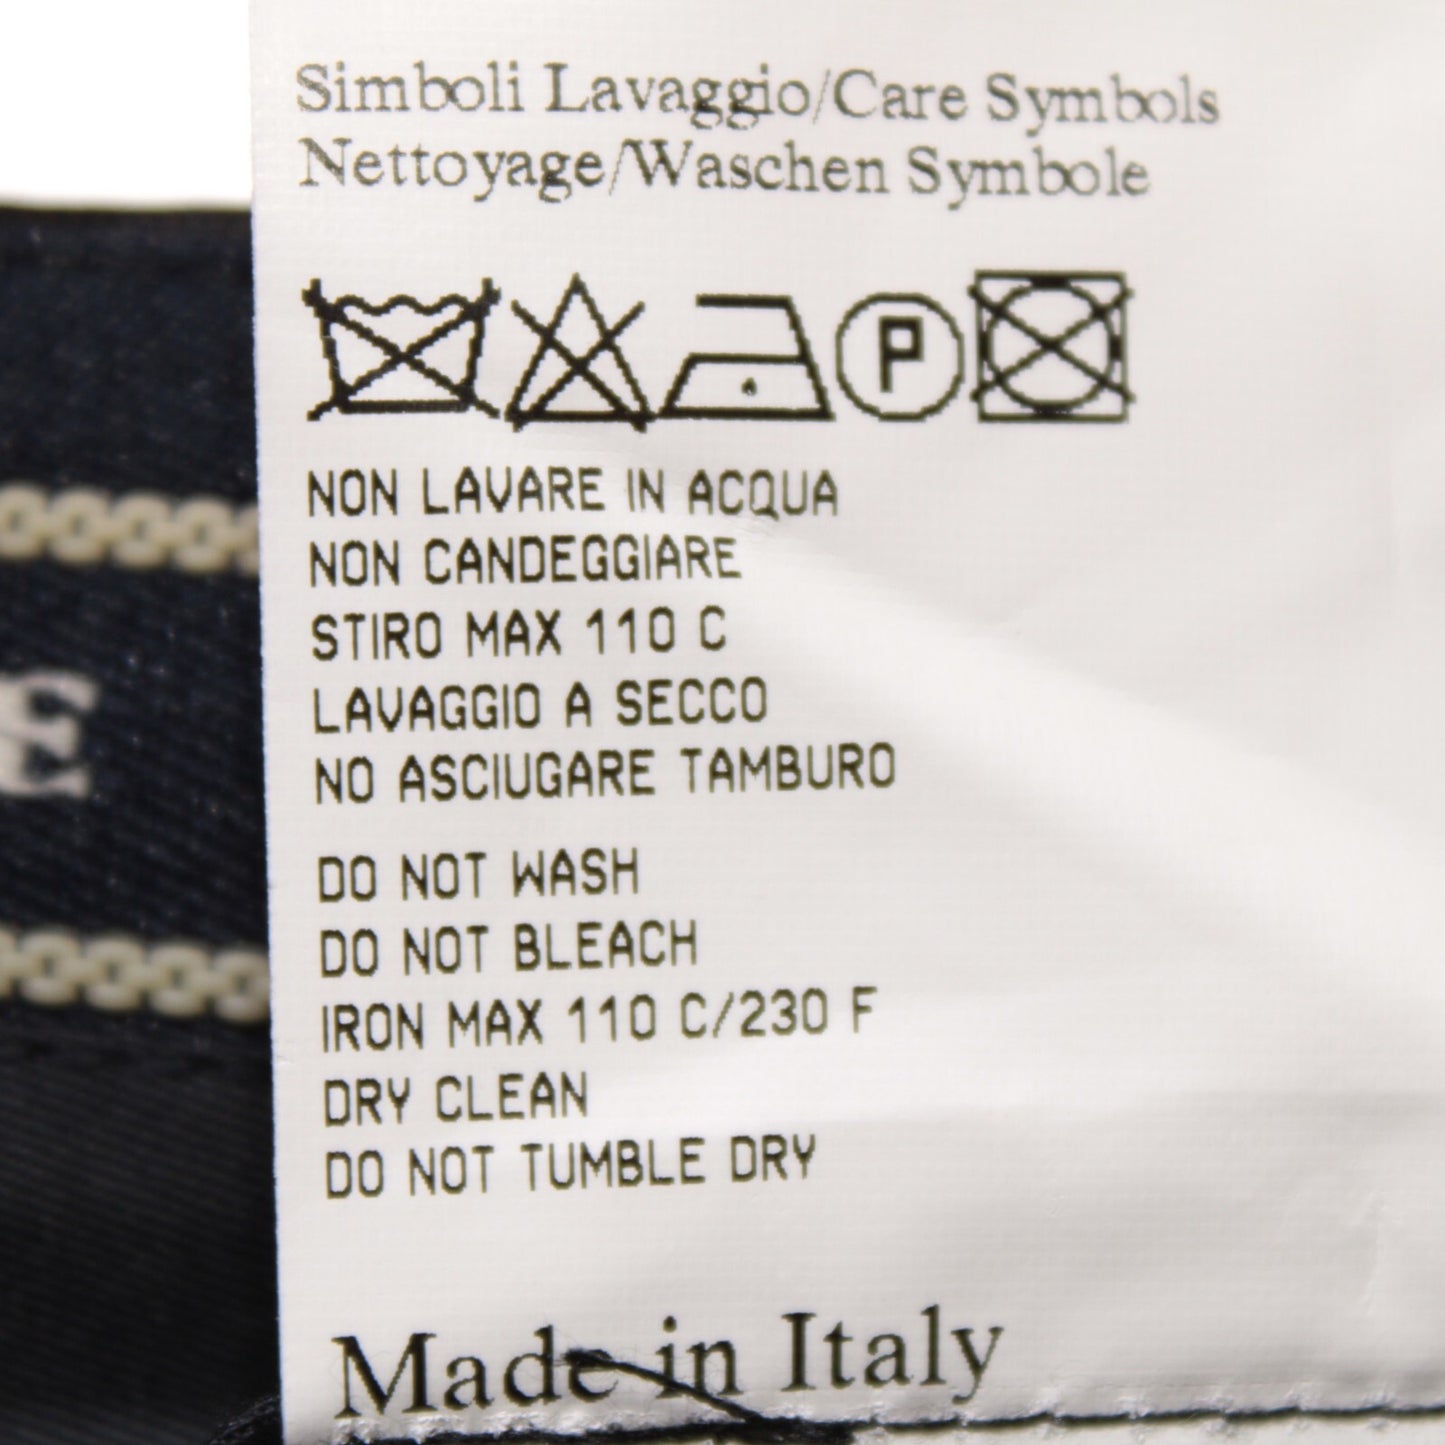 Simboli Lavaggio/Care Symbols
Nettoyage/Waschen Symbole
P
NON LAVARE IN ACQUA
NON CANDEGGIARE
STIRO MAX 110 C
LAVAGGIO A SECCO
NO ASCIUGARE TAMBURO
DO NOT WASH
DO NOT BLEACH
IRON MAX 110 C/230 F
DRY CLEAN
DO NOT TUMBLE DRY
Made in Italy
E